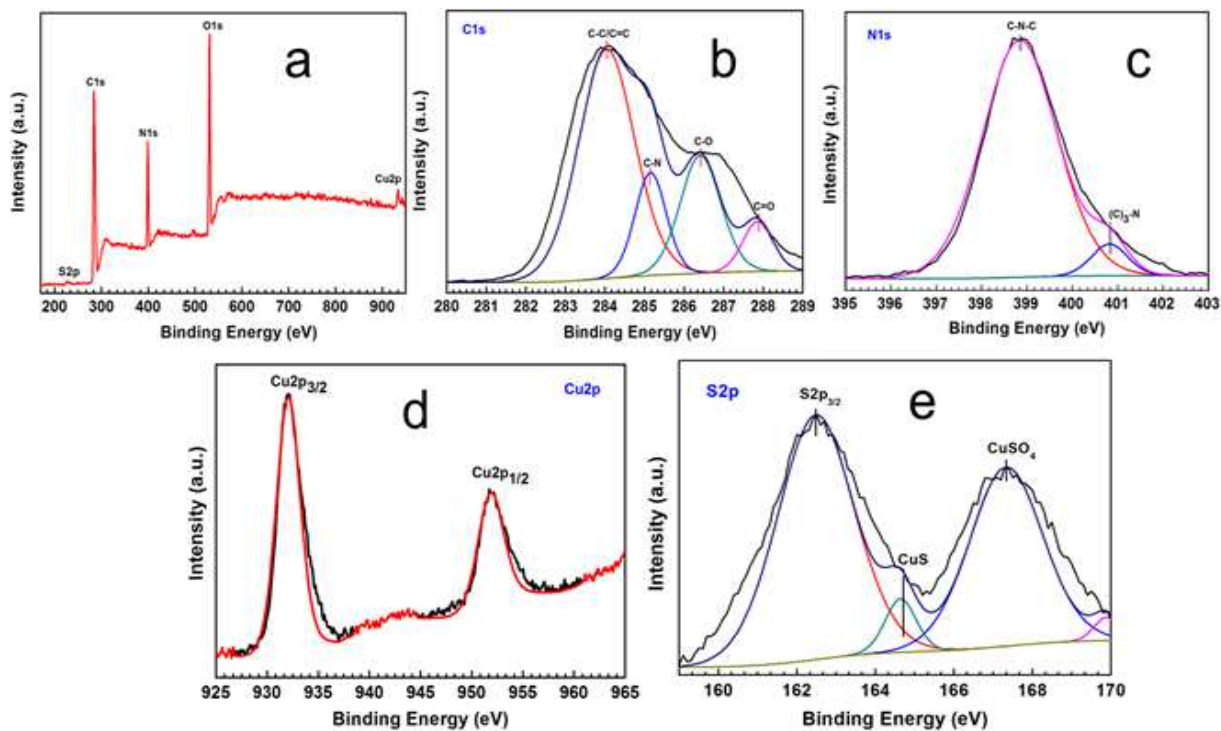 a
O1s
C1s
N1s
S2p
Cu2p
Intensity (a.u.)
200 300 400 500 600 700 800 900
Binding Energy (eV)
C1s
b
C-C/C=C
C-N
C-O
C=O
Intensity (a.u.)
280 281 282 283 284 285 286 287 288 289
Binding Energy (eV)
N1s
c
C-N-C
(C)3-N
Intensity (a.u.)
395 396 397 398 399 400 401 402 403
Binding Energy (eV)
Cu2p3/2
d
Cu2p
Cu2p1/2
Intensity (a.u.)
925 930 935 940 945 950 955 960 965
Binding Energy (eV)
S2p
S2p3/2
e
CuSO4
CuS
Intensity (a.u.)
160 162 164 166 168 170
Binding Energy (eV)